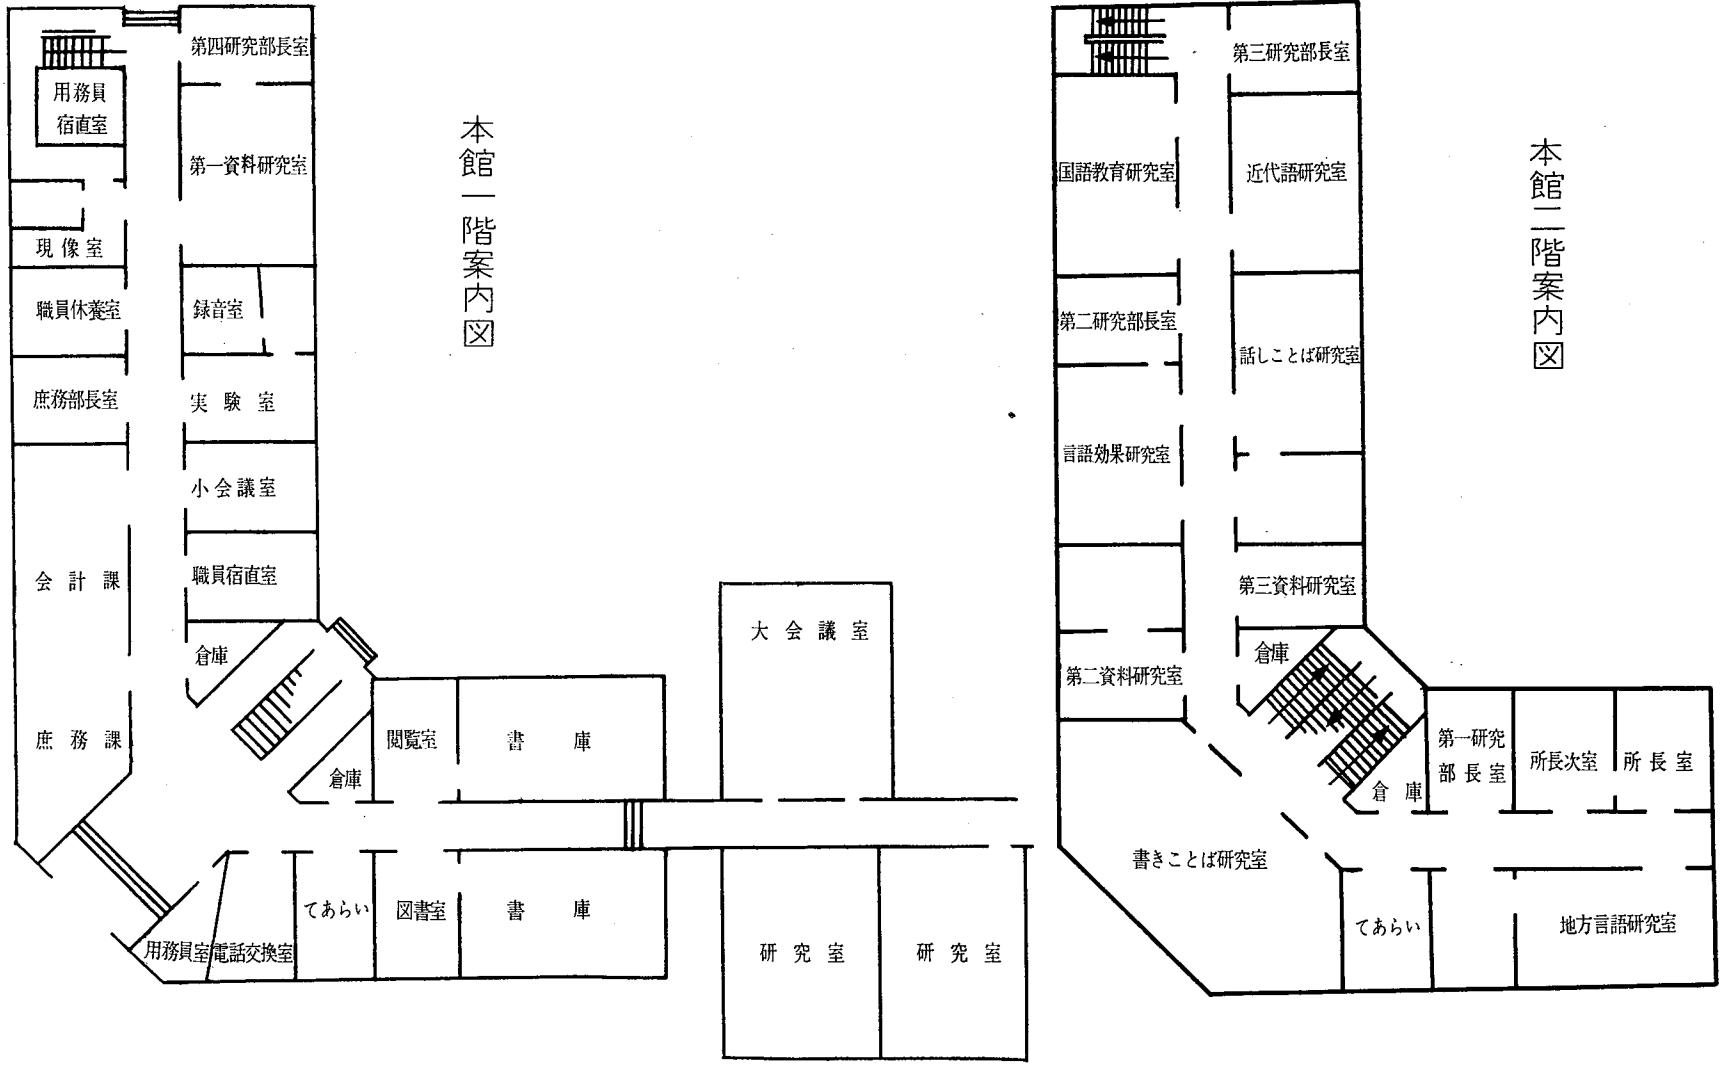 本館一階案内図
第四研究部長室
用務員
宿直室
第一資料研究室
現像室
職員休養室
録音室
庶務部長室
実験室
小会議室
会計課
職員宿直室
倉庫
庶務課
閲覧室
書庫
倉庫
大会議室
用務員室
電話交換室
てあらい
図書室
書庫
研究室
研究室
本館二階案内図
第三研究部長室
国語教育研究室
近代語研究室
第二研究部長室
話しことば研究室
言語効果研究室
第三資料研究室
倉庫
第二資料研究室
第一研究
部長室
所長次室
所長室
倉庫
書きことば研究室
てあらい
地方言語研究室